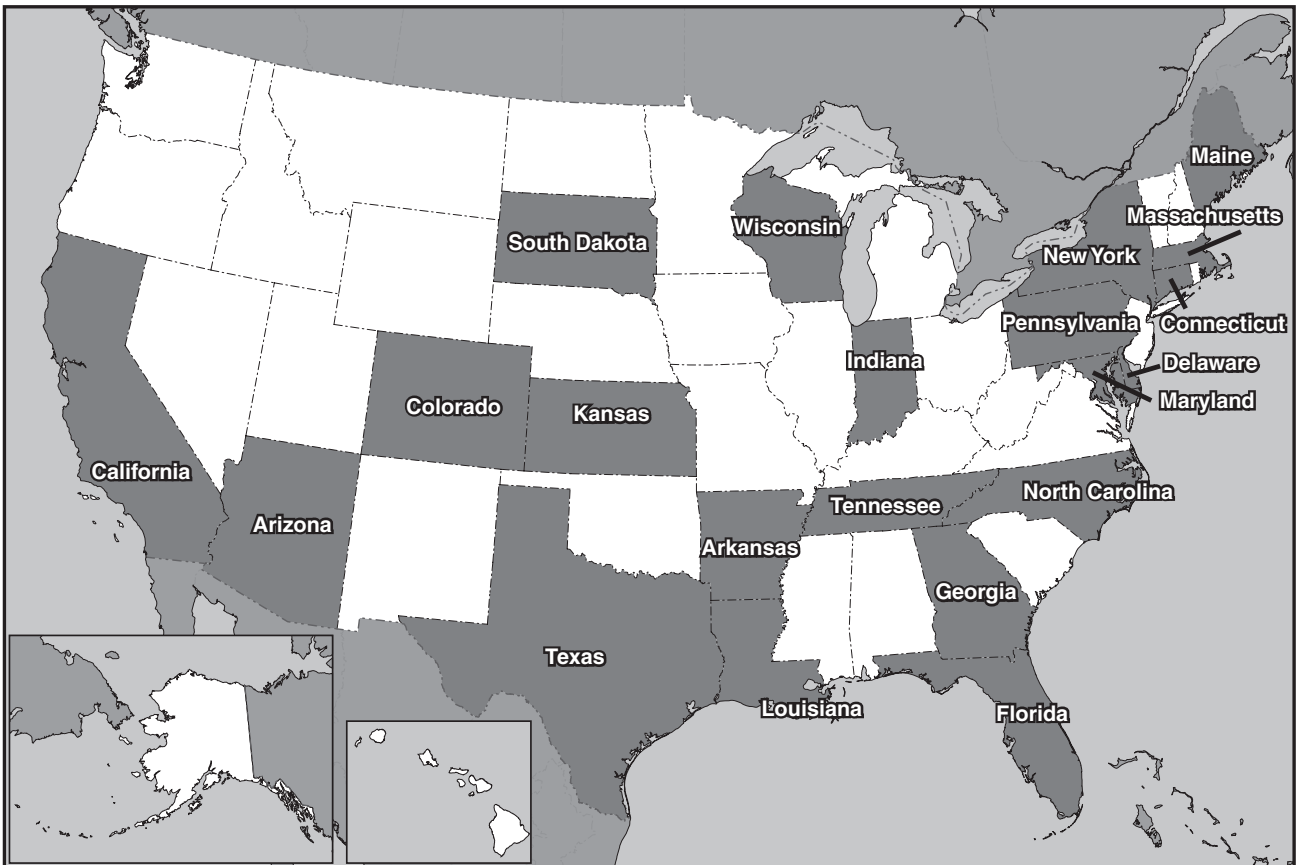 Maine
Massachusetts
Wisconsin
South Dakota
New York
Pennsylvania
Connecticut
Indiana
Delaware
Maryland
Colorado
Kansas
California
North Carolina
Tennessee
Arizona
Arkansas
Georgia
Texas
Louisiana
Florida